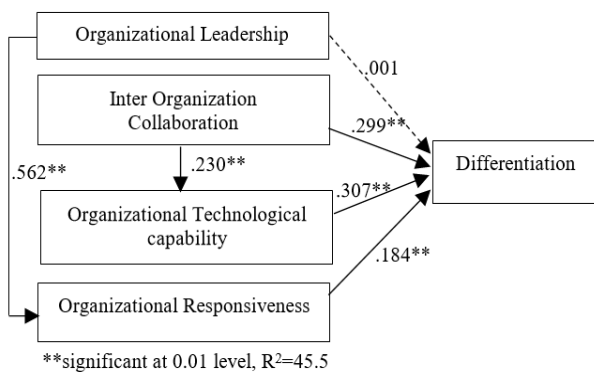 Organizational Leadership
.001
Inter Organization
Collaboration
.299**
.562**
.230**
Differentiation
Organizational Technological
capability
.307**
.184**
Organizational Responsiveness
**significant at 0.01 level, R²=45.5